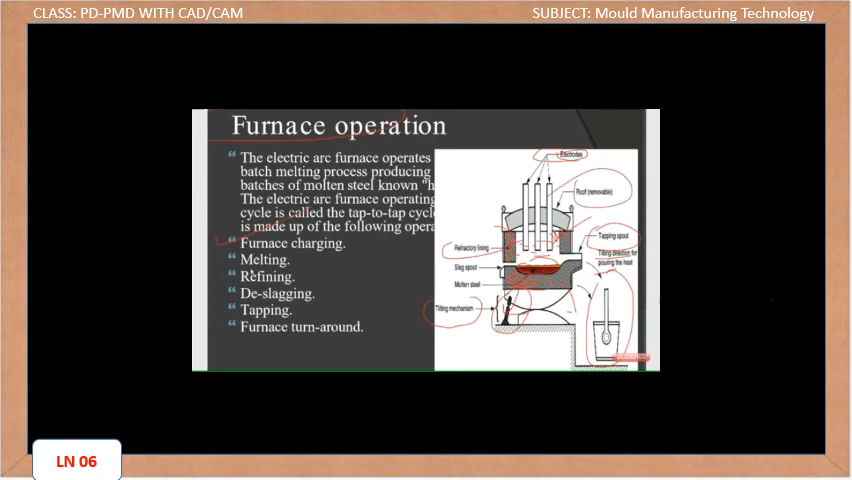 CLASS: PD-PMD WITH CAD/CAM
SUBJECT: Mould Manufacturing Technology
Furnace operation
“ The electric arc furnace operates
batch melting process producing
batches of molten steel known "h
The electric arc furnace operating
cycle is called the tap-to-tap cycle
is made up of the following opera
“ Furnace charging.
“ Melting.
“ Refining.
“ De-slagging.
“ Tapping.
“ Furnace turn-around.
Electrodes
Roof (removable)
Tapping spout
Tilting direction for
pouring the heat
Refractory lining
Slag spout
Molten steel
Tilting mechanism
LN 06